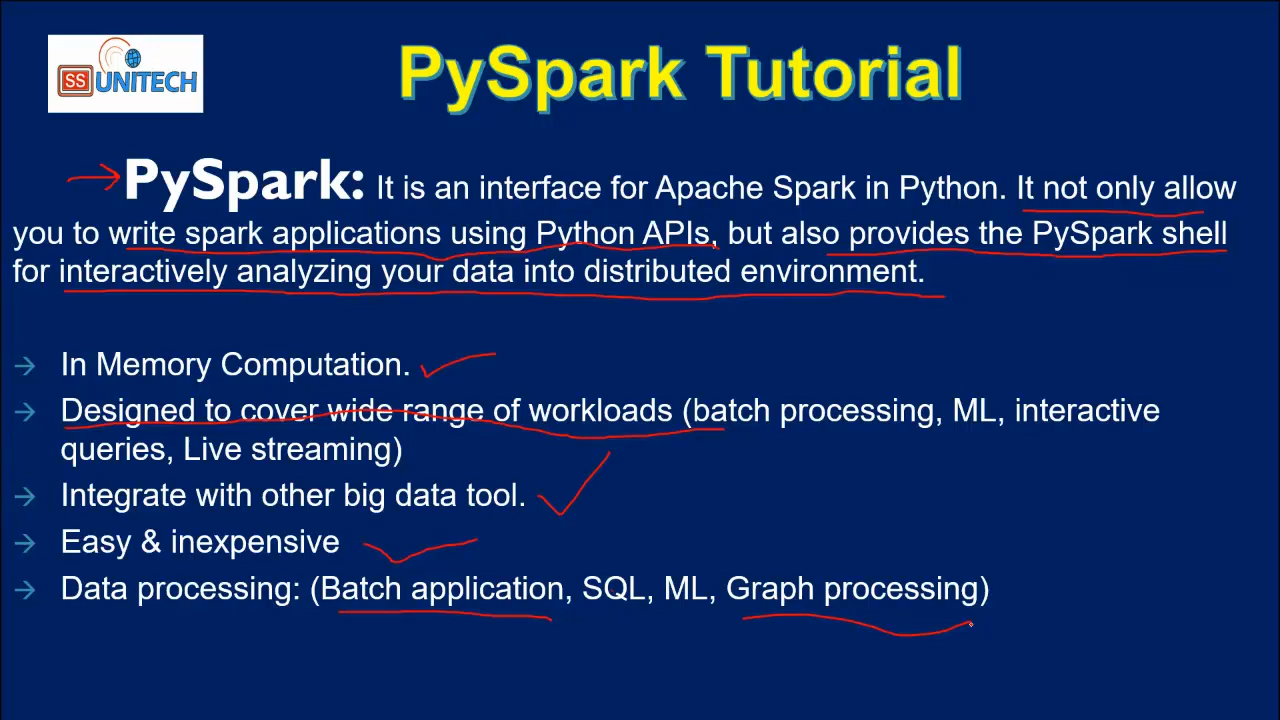 SS UNITECH
PySpark Tutorial
PySpark: It is an interface for Apache Spark in Python. It not only allow
you to write spark applications using Python APIs, but also provides the PySpark shell
for interactively analyzing your data into distributed environment.
→ In Memory Computation.
→ Designed to cover wide range of workloads (batch processing, ML, interactive
queries, Live streaming)
→ Integrate with other big data tool.
→ Easy & inexpensive
→ Data processing: (Batch application, SQL, ML, Graph processing)